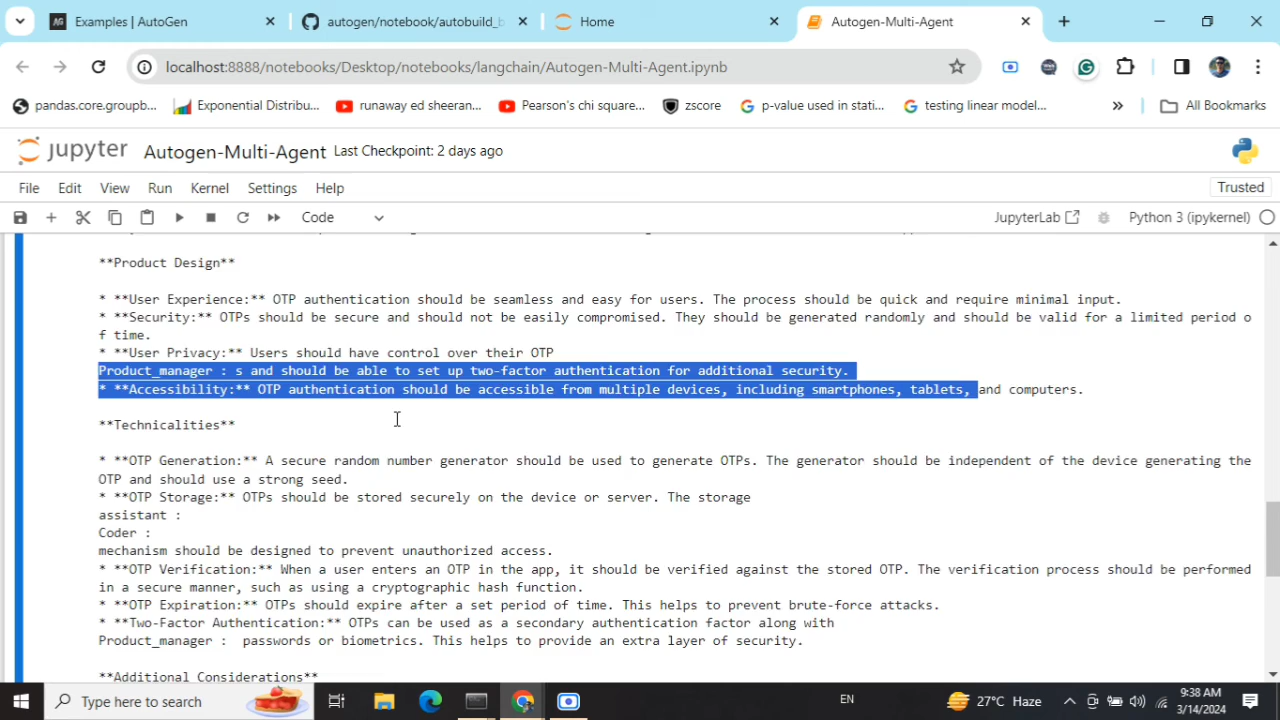 Examples | AutoGen
autogen/notebook/autobuild_b
Home
Autogen-Multi-Agent
localhost:8888/notebooks/Desktop/notebooks/langchain/Autogen-Multi-Agent.ipynb
pandas.core.groupb...
Exponential Distribu...
runaway ed sheeran...
Pearson's chi square...
zscore
p-value used in stati...
testing linear model...
»
All Bookmarks
jupyter Autogen-Multi-Agent Last Checkpoint: 2 days ago
File Edit View Run Kernel Settings Help
Trusted
Code
JupyterLab
Python 3 (ipykernel)
**Product Design**
* **User Experience:** OTP authentication should be seamless and easy for users. The process should be quick and require minimal input.
* **Security:** OTPs should be secure and should not be easily compromised. They should be generated randomly and should be valid for a limited period o
f time.
* **User Privacy:** Users should have control over their OTP
Product_manager : s and should be able to set up two-factor authentication for additional security.
* **Accessibility:** OTP authentication should be accessible from multiple devices, including smartphones, tablets, and computers.
**Technicalities**
* **OTP Generation:** A secure random number generator should be used to generate OTPs. The generator should be independent of the device generating the
OTP and should use a strong seed.
* **OTP Storage:** OTPs should be stored securely on the device or server. The storage
assistant :
Coder :
mechanism should be designed to prevent unauthorized access.
* **OTP Verification:** When a user enters an OTP in the app, it should be verified against the stored OTP. The verification process should be performed
in a secure manner, such as using a cryptographic hash function.
* **OTP Expiration:** OTPs should expire after a set period of time. This helps to prevent brute-force attacks.
* **Two-Factor Authentication:** OTPs can be used as a secondary authentication factor along with
Product_manager :  passwords or biometrics. This helps to provide an extra layer of security.
**Additional Considerations**
Type here to search
EN
27°C Haze
9:38 AM
3/14/2024